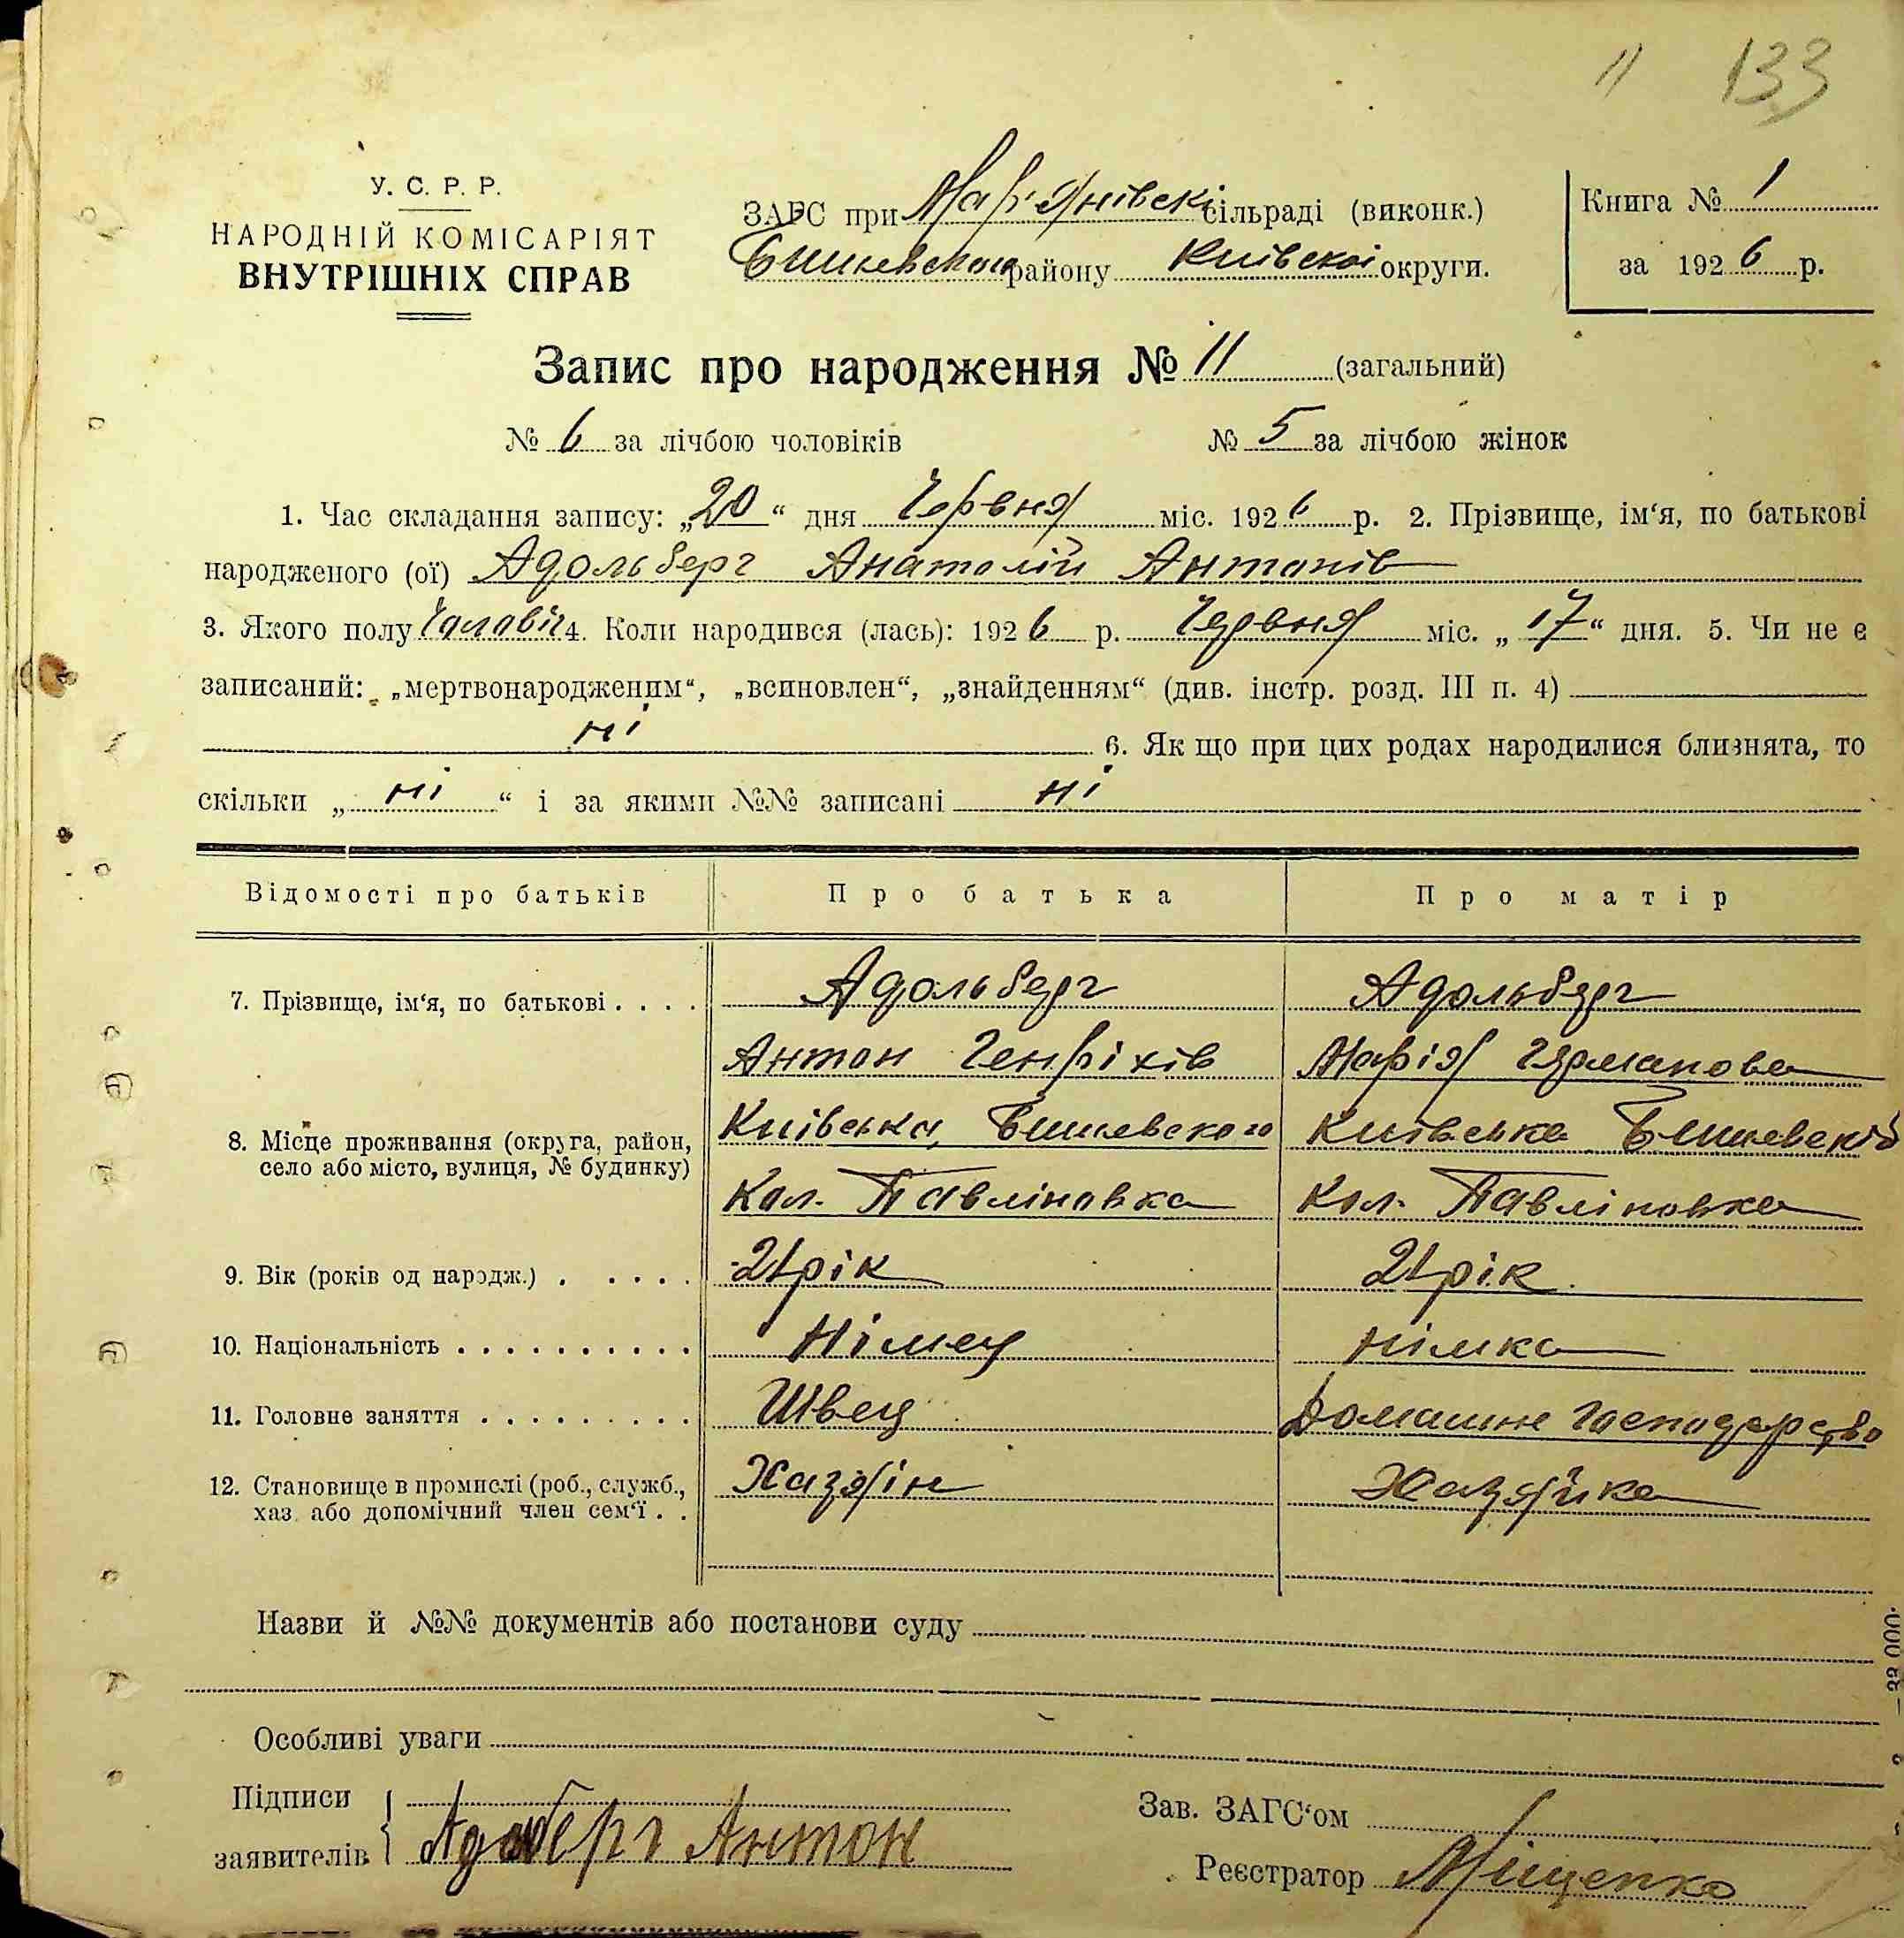 11 133
У. С. Р. Р.
НАРОДНІЙ КОМІСАРІЯТ
ВНУТРІШНІХ СПРАВ
ЗАГС при Мар'янівскі сільраді (виконк.)
Бишевского району Київскоі округи.
Книга № 1
за 1926 р.
Запис про народження № 11 (загальний)
№ 6 за лічбою чоловіків № 5 за лічбою жінок
1. Час складання запису: „20“ дня Червня міс. 1926 р. 2. Прізвище, ім‘я, по батькові
народженого (ої) Адольберг Анатолій Антонів
3. Якого полу Чоловіч 4. Коли народився (лась): 1926 р. Червня міс. „17“ дня. 5. Чи не є
записаний: „мертвонародженим“, „всиновлен“, „знайденням“ (див. інстр. розд. III п. 4)
ні 6. Як що при цих родах народилися близнята, то
скільки „ ні “ і за якими №№ записані ні
Відомості про батьків Про батька Про матір
7. Прізвище, ім‘я, по батькові . . . . Адольберг Адольберг
Антон Генріхів Марія Германова
8. Місце проживання (округа, район, Київська, Бишевского Київська Бишевский
село або місто, вулиця, № будинку) Кол. Павліновка Кол. Павліновка
9. Вік (років од народж.) . . . . . 21 рік 21 рік
10. Національність . . . . . . . . . . Німец німка
11. Головне заняття . . . . . . . . . Швец Домашне господарство
12. Становище в промислі (роб., служб., Хазяін Хазяйка
хаз. або допомічний член сем‘ї . .
Назви й №№ документів або постанови суду
Особливі уваги
Підписи
заявителів Адольберг Антон
Зав. ЗАГС‘ом
Реєстратор Міщенко